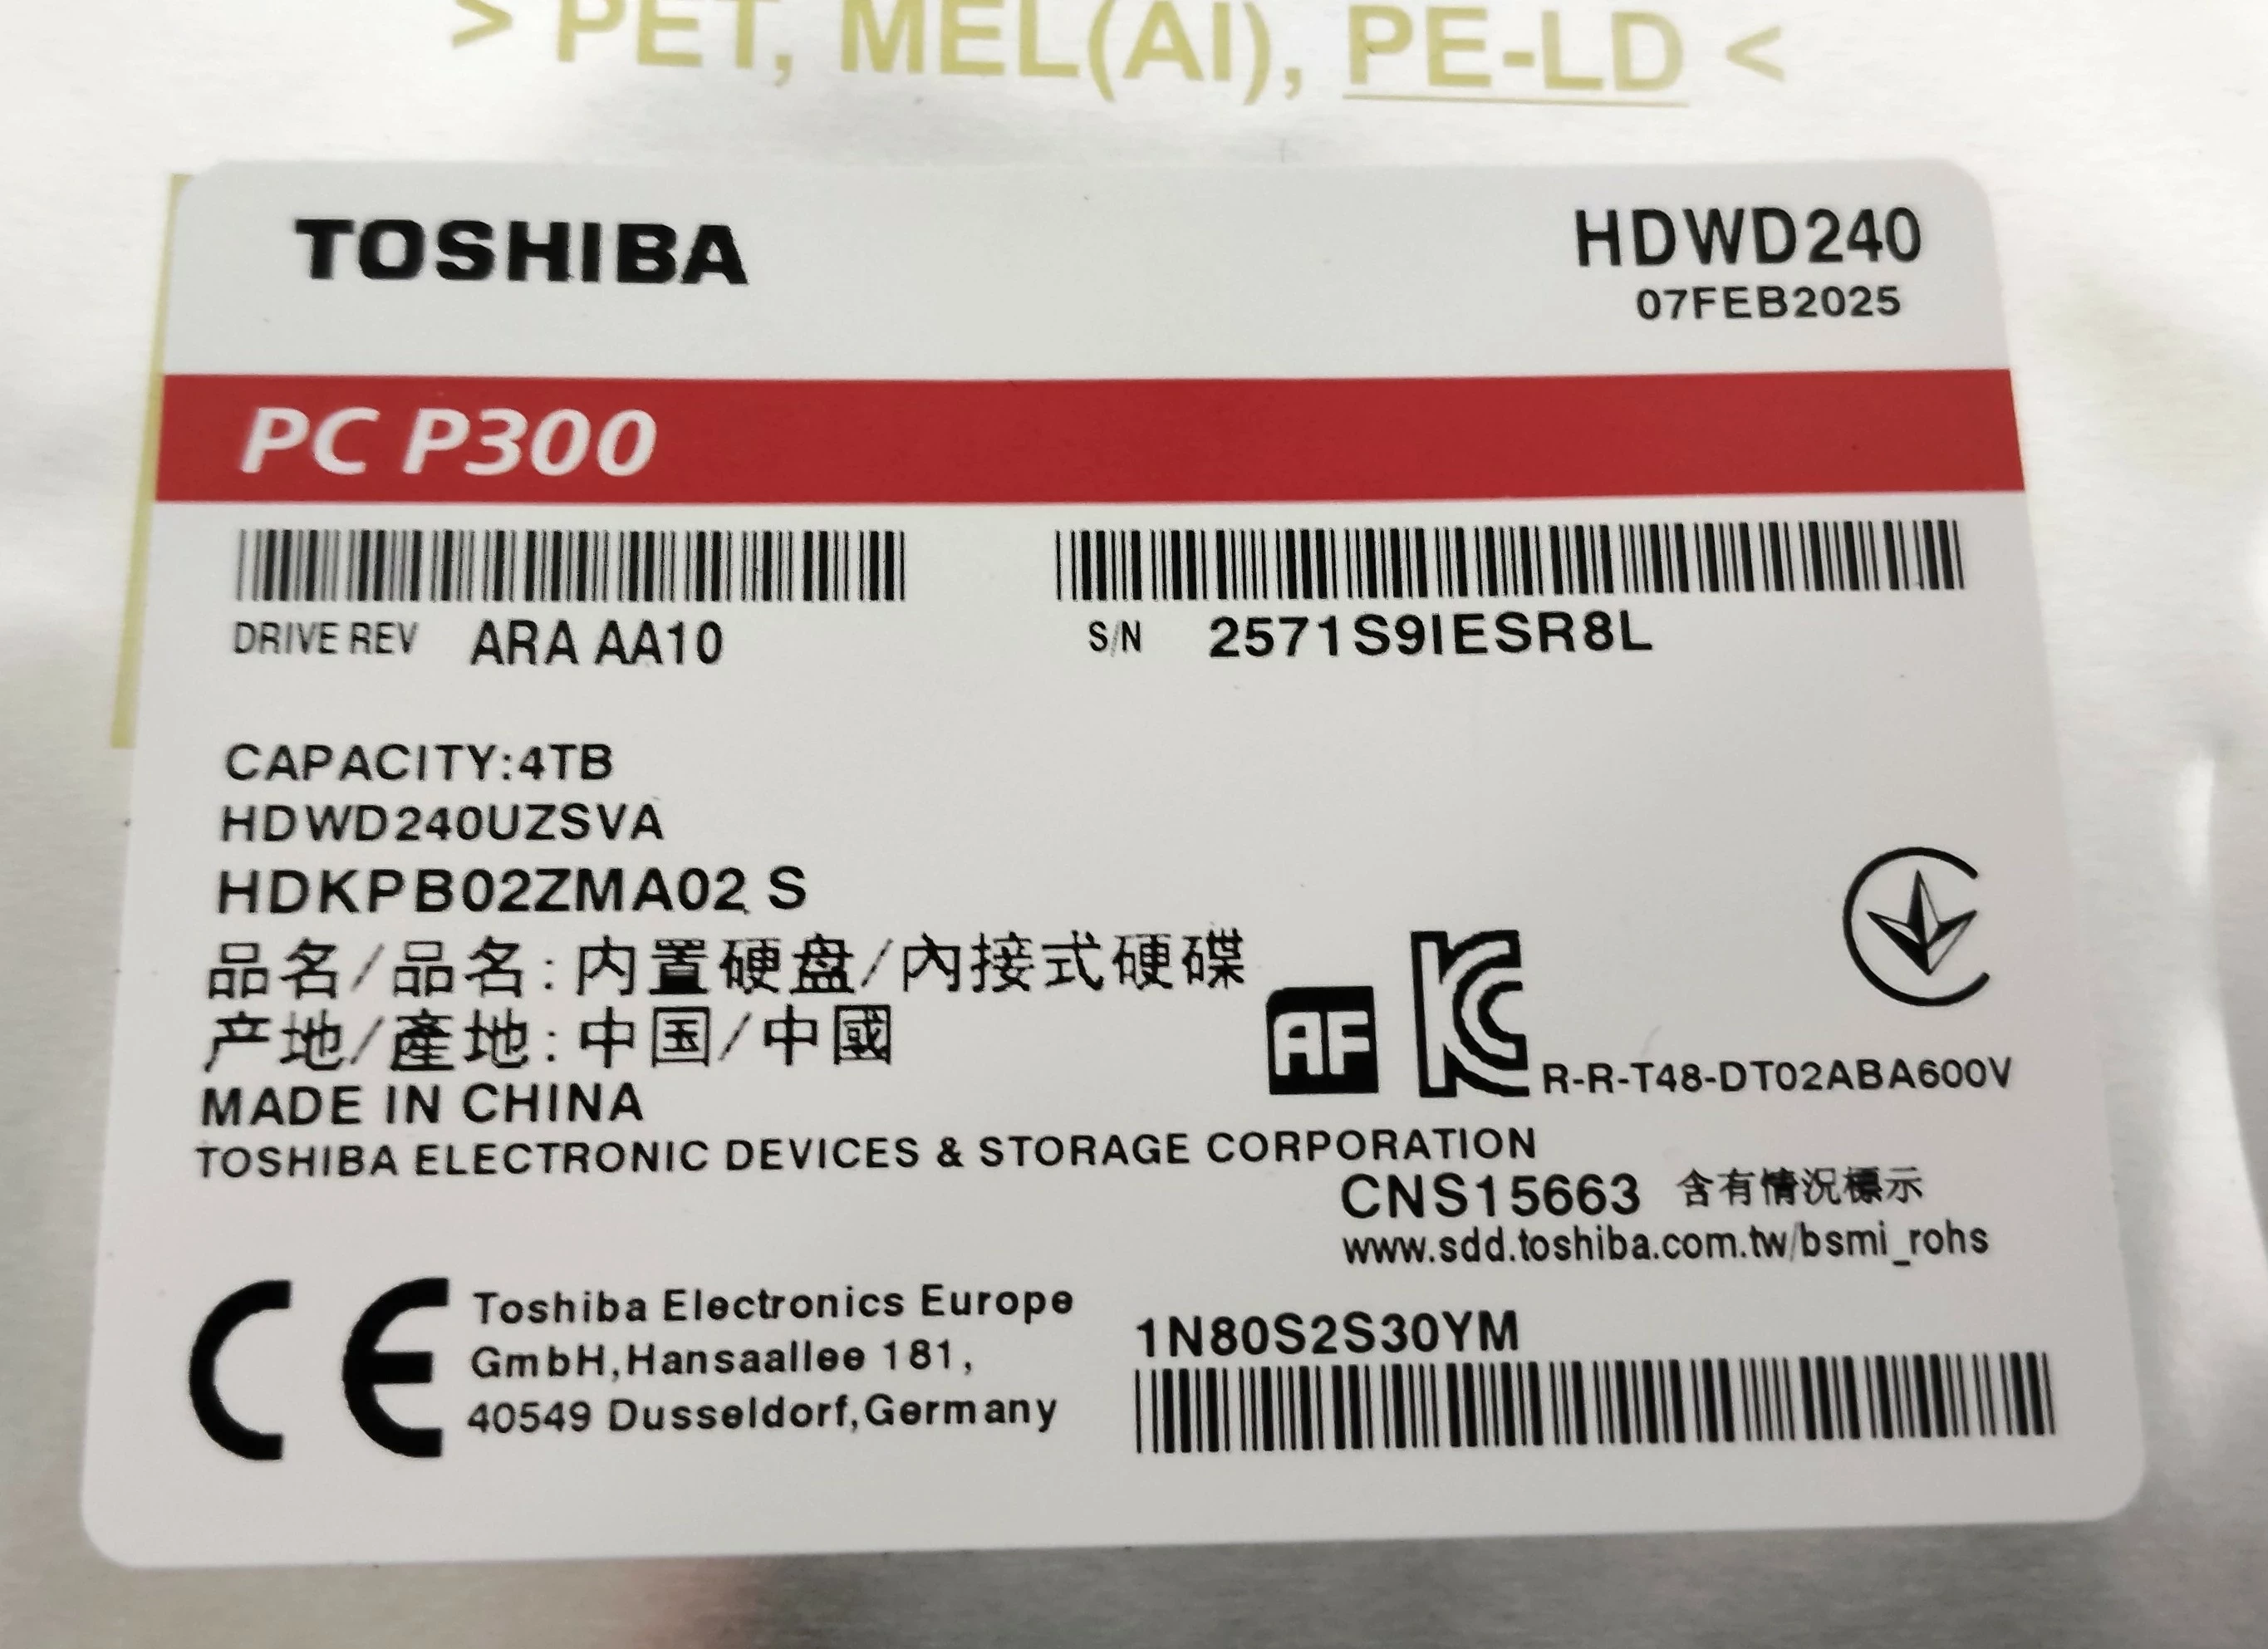 > PET, MEL(Al), PE-LD <
TOSHIBA
HDWD240
07FEB2025
PC P300
DRIVE REV ARA AA10
S/N 2571S9IESR8L
CAPACITY:4TB
HDWD240UZSVA
HDKPB02ZMA02 S
品名/品名:内置硬盘/內接式硬碟
产地/產地:中国/中國
MADE IN CHINA
AF
R-R-T48-DT02ABA600V
TOSHIBA ELECTRONIC DEVICES & STORAGE CORPORATION
CNS15663 含有情況標示
www.sdd.toshiba.com.tw/bsmi_rohs
CE
Toshiba Electronics Europe
GmbH,Hansaallee 181,
40549 Dusseldorf,Germany
1N80S2S30YM